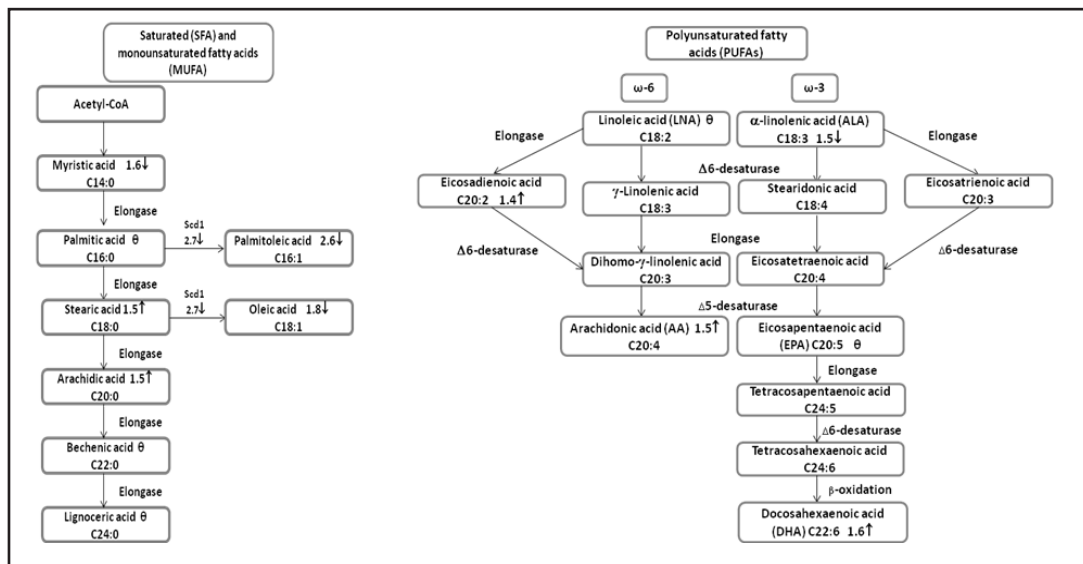 Saturated (SFA) and
monounsaturated fatty acids
(MUFA)
Acetyl-CoA
Myristic acid 1.6↓
C14:0
Elongase
Palmitic acid θ
C16:0
Scd1
2.7↓
Palmitoleic acid 2.6↓
C16:1
Elongase
Stearic acid 1.5↑
C18:0
Scd1
2.7↓
Oleic acid 1.8↓
C18:1
Elongase
Arachidic acid 1.5↑
C20:0
Elongase
Bechenic acid θ
C22:0
Elongase
Lignoceric acid θ
C24:0
Polyunsaturated fatty
acids (PUFAs)
ω-6
ω-3
Linoleic acid (LNA) θ
C18:2
α-linolenic acid (ALA)
C18:3 1.5↓
Elongase
Elongase
Δ6-desaturase
Eicosadienoic acid
C20:2 1.4↑
γ-Linolenic acid
C18:3
Stearidonic acid
C18:4
Eicosatrienoic acid
C20:3
Δ6-desaturase
Elongase
Δ6-desaturase
Dihomo-γ-linolenic acid
C20:3
Eicosatetraenoic acid
C20:4
Δ5-desaturase
Arachidonic acid (AA) 1.5↑
C20:4
Eicosapentaenoic acid
(EPA) C20:5 θ
Elongase
Tetracosapentaenoic acid
C24:5
Δ6-desaturase
Tetracosahexaenoic acid
C24:6
β-oxidation
Docosahexaenoic acid
(DHA) C22:6 1.6↑